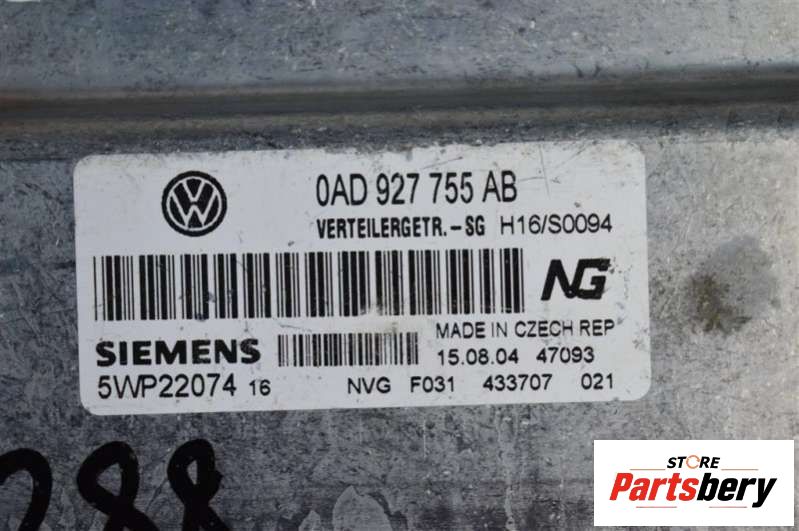 0AD 927 755 AB
VERTEILERGETR.-SG H16/S0094
NG
MADE IN CZECH REP
SIEMENS 15.08.04 47093
5WP22074 16 NVG F031 433707 021
288
STORE
Partsbery